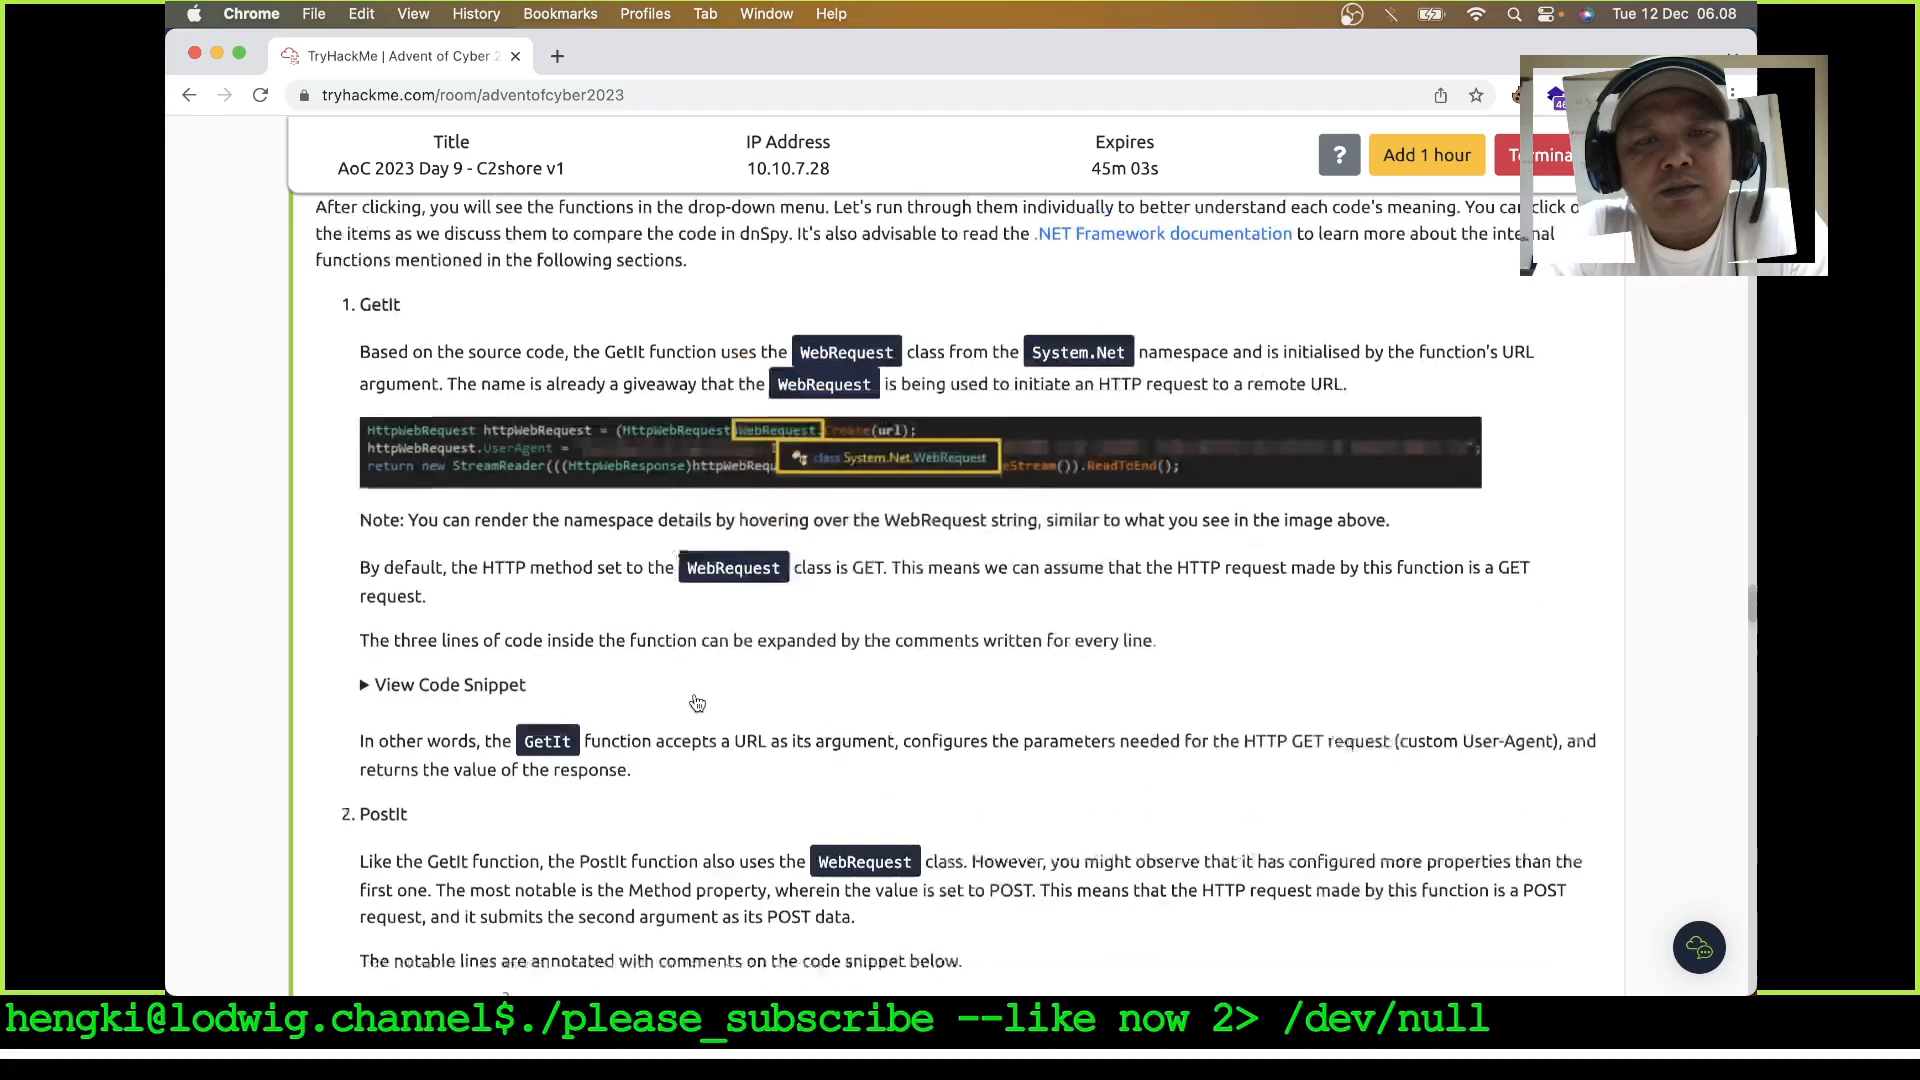 Chrome File Edit View History Bookmarks Profiles Tab Window Help Tue 12 Dec 06.08
TryHackMe | Advent of Cyber 2
tryhackme.com/room/adventofcyber2023
46
Title IP Address Expires
AoC 2023 Day 9 - C2shore v1 10.10.7.28 45m 03s
? Add 1 hour Termina
After clicking, you will see the functions in the drop-down menu. Let's run through them individually to better understand each code's meaning. You can click o
the items as we discuss them to compare the code in dnSpy. It's also advisable to read the .NET Framework documentation to learn more about the internal
functions mentioned in the following sections.
1. GetIt
Based on the source code, the GetIt function uses the WebRequest class from the System.Net namespace and is initialised by the function's URL
argument. The name is already a giveaway that the WebRequest is being used to initiate an HTTP request to a remote URL.
HttpWebRequest httpWebRequest = (HttpWebRequest)WebRequest.Create(url);
httpWebRequest.UserAgent = ";
class System.Net.WebRequest
return new StreamReader(((HttpWebResponse)httpWebRequ eStream()).ReadToEnd();
Note: You can render the namespace details by hovering over the WebRequest string, similar to what you see in the image above.
By default, the HTTP method set to the WebRequest class is GET. This means we can assume that the HTTP request made by this function is a GET
request.
The three lines of code inside the function can be expanded by the comments written for every line.
▶ View Code Snippet
In other words, the GetIt function accepts a URL as its argument, configures the parameters needed for the HTTP GET request (custom User-Agent), and
returns the value of the response.
2. PostIt
Like the GetIt function, the PostIt function also uses the WebRequest class. However, you might observe that it has configured more properties than the
first one. The most notable is the Method property, wherein the value is set to POST. This means that the HTTP request made by this function is a POST
request, and it submits the second argument as its POST data.
The notable lines are annotated with comments on the code snippet below.
hengki@lodwig.channel$./please_subscribe --like now 2> /dev/null